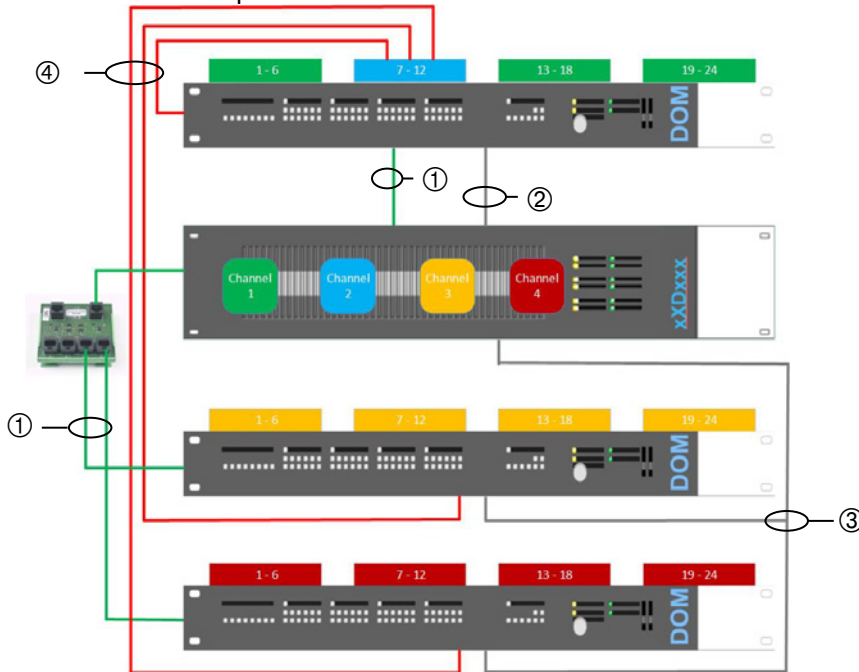 ④
1 - 6
7 - 12
13 - 18
19 - 24
DOM
①
②
Channel
1
Channel
2
Channel
3
Channel
4
xXDxxx
①
1 - 6
7 - 12
13 - 18
19 - 24
DOM
③
1 - 6
7 - 12
13 - 18
19 - 24
DOM